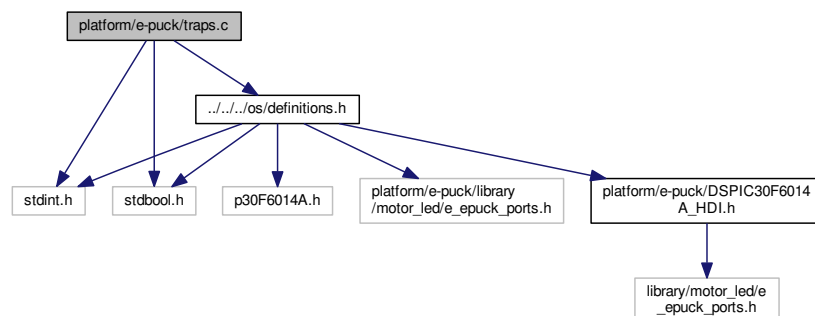 platform/e-puck/traps.c
../../../os/definitions.h
stdint.h
stdbool.h
p30F6014A.h
platform/e-puck/library
/motor_led/e_epuck_ports.h
platform/e-puck/DSPIC30F6014
A_HDI.h
library/motor_led/e
_epuck_ports.h